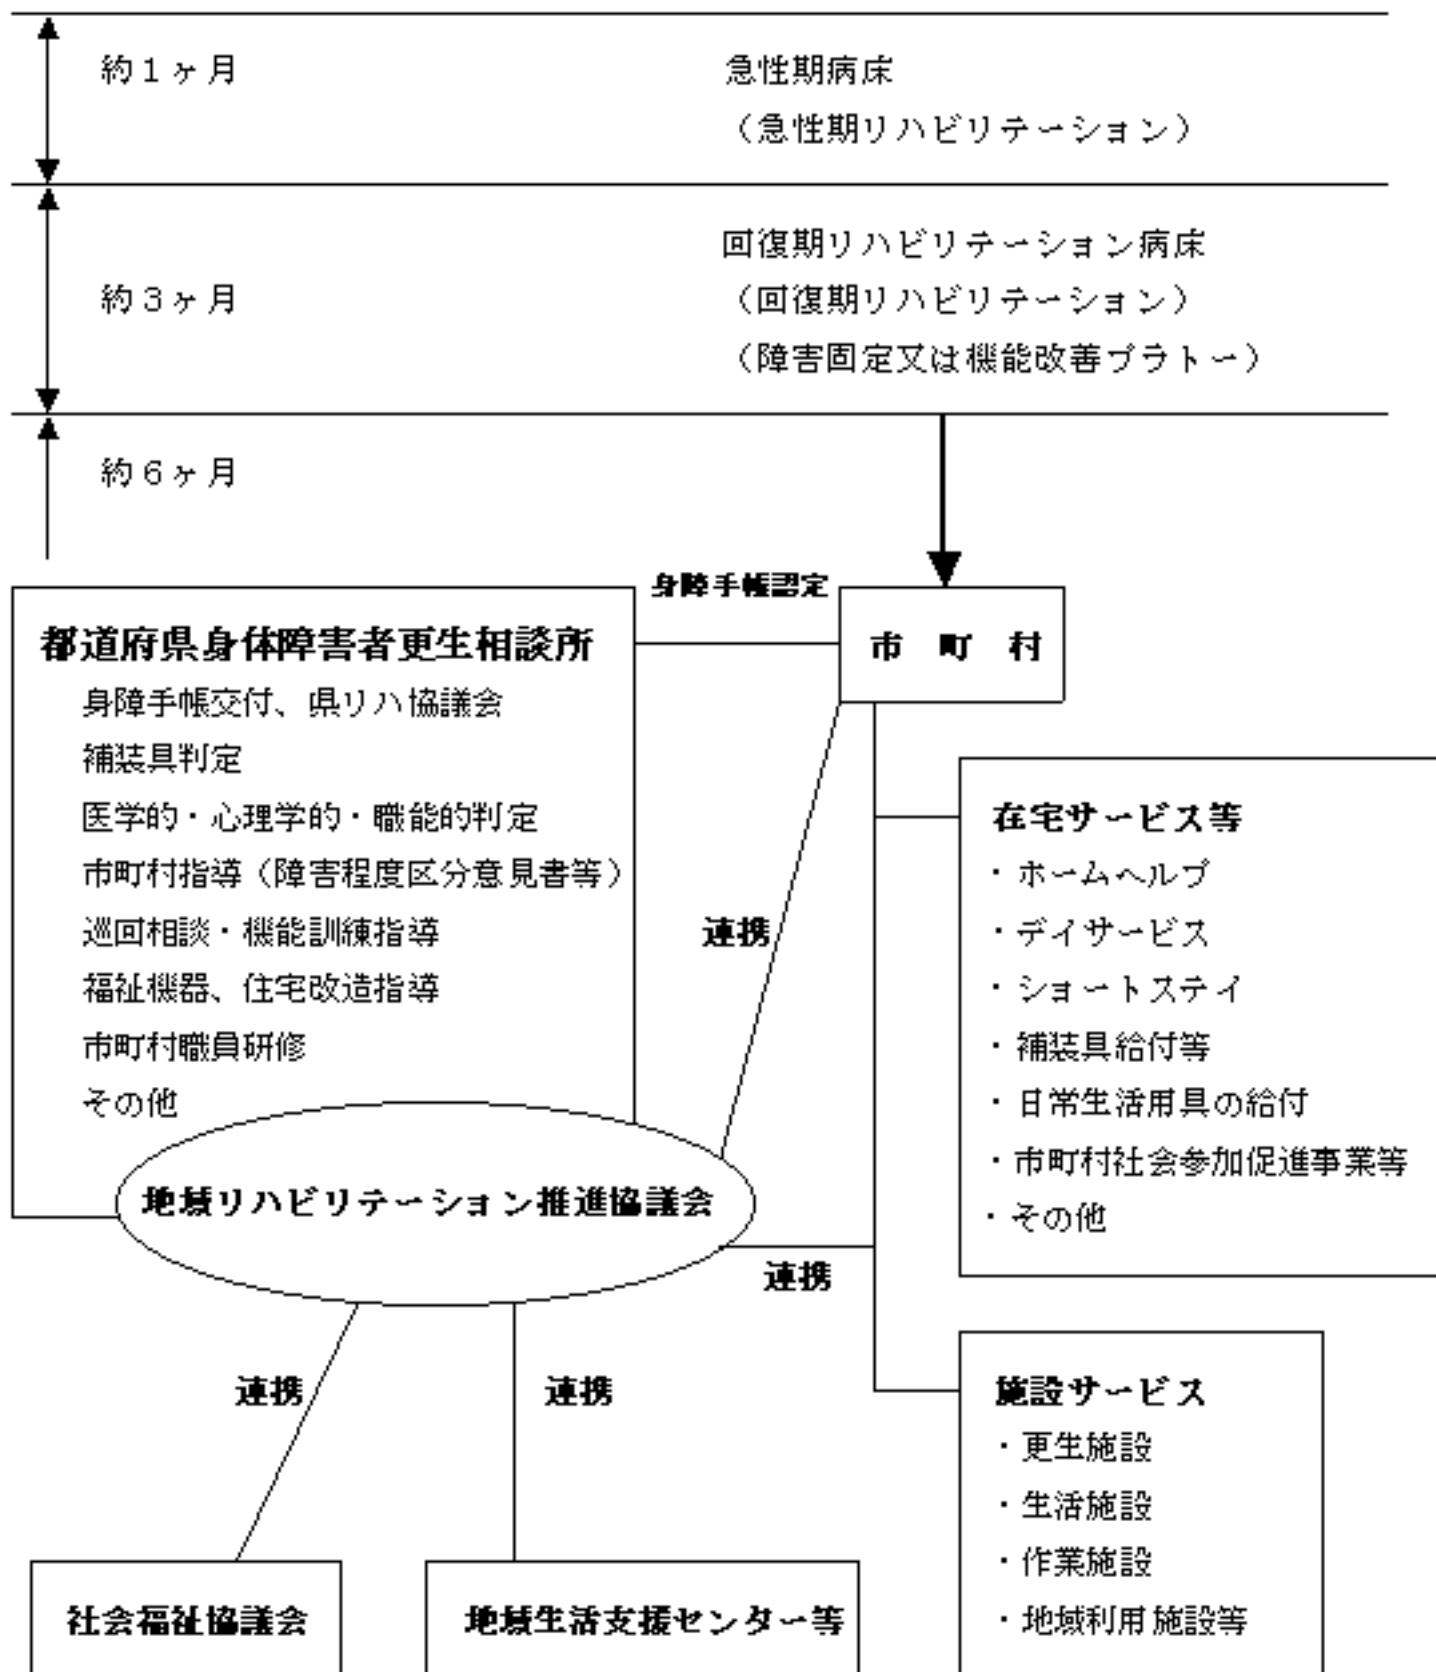 約１ヶ月
急性期病床
（急性期リハビリテーション）
約３ヶ月
回復期リハビリテーション病床
（回復期リハビリテーション）
（障害固定又は機能改善プラトー）
約６ヶ月
身障手帳認定
市　町　村
都道府県身体障害者更生相談所
身障手帳交付、県リハ協議会
補装具判定
医学的・心理学的・職能的判定
市町村指導（障害程度区分意見書等）
巡回相談・機能訓練指導
福祉機器、住宅改造指導
市町村職員研修
その他
連携
在宅サービス等
・ホームヘルプ
・デイサービス
・ショートステイ
・補装具給付等
・日常生活用具の給付
・市町村社会参加促進事業等
・その他
地域リハビリテーション推進協議会
連携
連携
連携
施設サービス
・更生施設
・生活施設
・作業施設
・地域利用施設等
社会福祉協議会
地域生活支援センター等